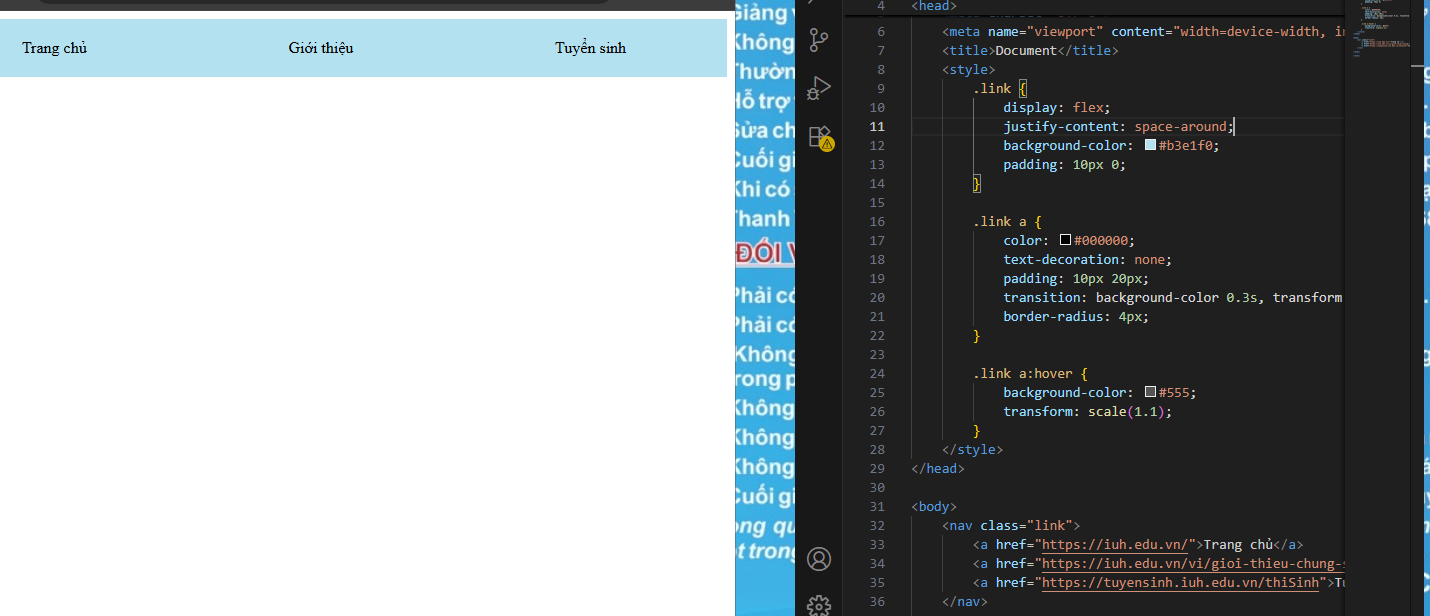 Trang chủ
Giới thiệu
Tuyển sinh
Giảng
Không
Thườn
Hỗ trợ
Sửa ch
Cuối gi
Khi có
Thanh
ĐỐI V
Phải có
Phải có
Không
rong p
Không
Không
Không
Cuối gi
ong qu
t tron
4 <head>
6 <meta name="viewport" content="width=device-width, in
7 <title>Document</title>
8 <style>
9 .link {
10 display: flex;
11 justify-content: space-around;
12 background-color: #b3e1f0;
13 padding: 10px 0;
14 }
15
16 .link a {
17 color: #000000;
18 text-decoration: none;
19 padding: 10px 20px;
20 transition: background-color 0.3s, transform
21 border-radius: 4px;
22 }
23
24 .link a:hover {
25 background-color: #555;
26 transform: scale(1.1);
27 }
28 </style>
29 </head>
30
31 <body>
32 <nav class="link">
33 <a href="https://iuh.edu.vn/">Trang chủ</a>
34 <a href="https://iuh.edu.vn/vi/gioi-thieu-chung-s
35 <a href="https://tuyensinh.iuh.edu.vn/thiSinh">Tu
36 </nav>